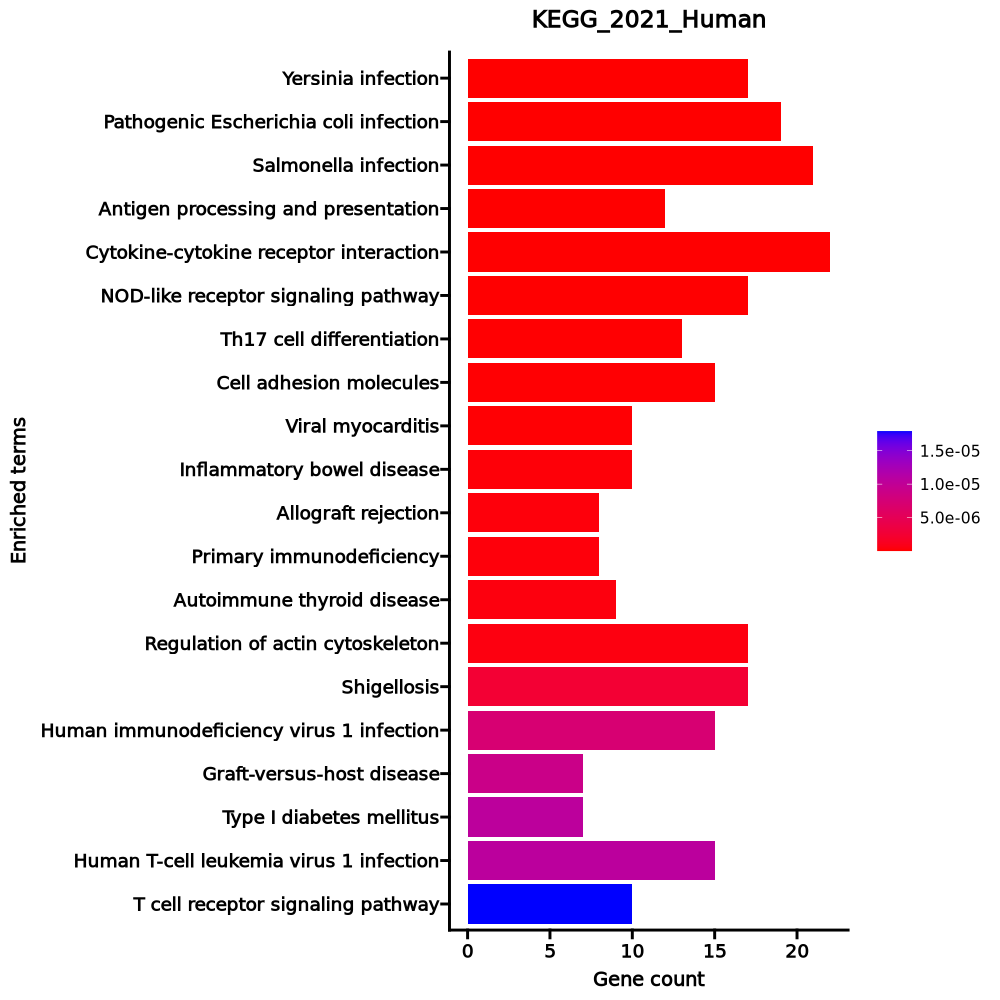 KEGG_2021_Human
Yersinia infection
Pathogenic Escherichia coli infection
Salmonella infection
Antigen processing and presentation
Cytokine-cytokine receptor interaction
NOD-like receptor signaling pathway
Th17 cell differentiation
Cell adhesion molecules
Viral myocarditis
Inflammatory bowel disease
Allograft rejection
Primary immunodeficiency
Autoimmune thyroid disease
Regulation of actin cytoskeleton
Shigellosis
Human immunodeficiency virus 1 infection
Graft-versus-host disease
Type I diabetes mellitus
Human T-cell leukemia virus 1 infection
T cell receptor signaling pathway
Enriched terms
0 5 10 15 20
Gene count
1.5e-05
1.0e-05
5.0e-06